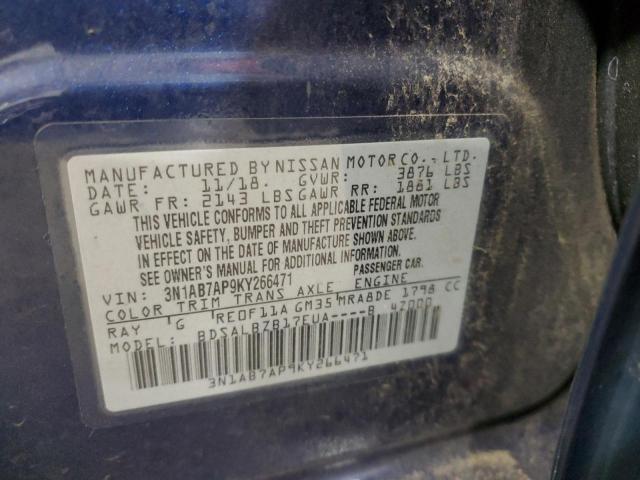 MANUFACTURED BY NISSAN MOTOR CO., LTD.
DATE: 11/18. GVWR: 3876 LBS
GAWR FR: 2143 LBS GAWR RR: 1881 LBS
THIS VEHICLE CONFORMS TO ALL APPLICABLE FEDERAL MOTOR
VEHICLE SAFETY, BUMPER AND THEFT PREVENTION STANDARDS
IN EFFECT ON THE DATE OF MANUFACTURE SHOWN ABOVE.
SEE OWNER'S MANUAL FOR ADDITIONAL INFORMATION.
VIN: 3N1AB7AP9KY266471 PASSENGER CAR.
COLOR TRIM TRANS AXLE ENGINE
RAY G RE0F11A GM35 MRA8DE 1798 CC
MODEL: BDSALBZB17EUA----B 42000
3N1AB7AP9KY266471